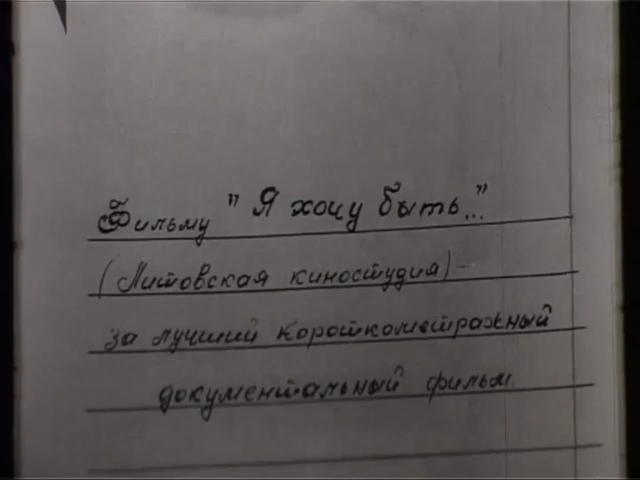 Фильму "Я хочу быть..."
(Литовская киностудия)
за лучший короткометражный
документальный фильм